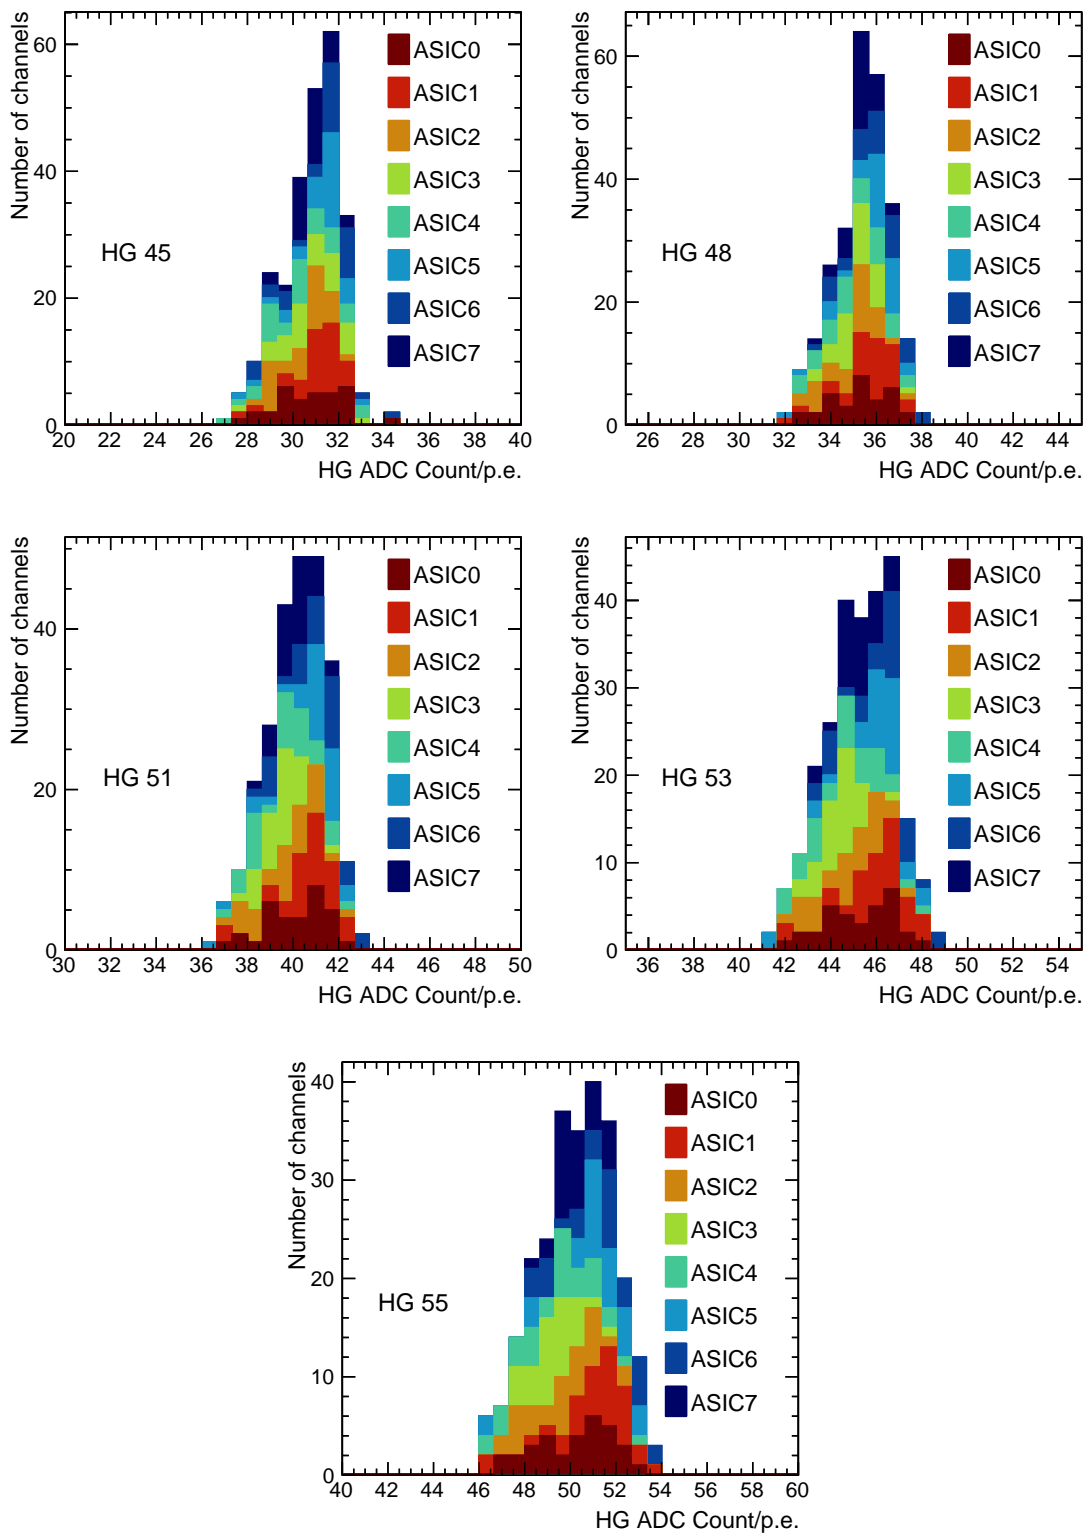 Number of channels
60
40
20
0
HG 45
ASIC0
ASIC1
ASIC2
ASIC3
ASIC4
ASIC5
ASIC6
ASIC7
20 22 24 26 28 30 32 34 36 38 40
HG ADC Count/p.e.
Number of channels
60
40
20
0
HG 48
ASIC0
ASIC1
ASIC2
ASIC3
ASIC4
ASIC5
ASIC6
ASIC7
26 28 30 32 34 36 38 40 42 44
HG ADC Count/p.e.
Number of channels
40
20
0
HG 51
ASIC0
ASIC1
ASIC2
ASIC3
ASIC4
ASIC5
ASIC6
ASIC7
30 32 34 36 38 40 42 44 46 48 50
HG ADC Count/p.e.
Number of channels
40
30
20
10
0
HG 53
ASIC0
ASIC1
ASIC2
ASIC3
ASIC4
ASIC5
ASIC6
ASIC7
36 38 40 42 44 46 48 50 52 54
HG ADC Count/p.e.
Number of channels
40
30
20
10
0
HG 55
ASIC0
ASIC1
ASIC2
ASIC3
ASIC4
ASIC5
ASIC6
ASIC7
40 42 44 46 48 50 52 54 56 58 60
HG ADC Count/p.e.